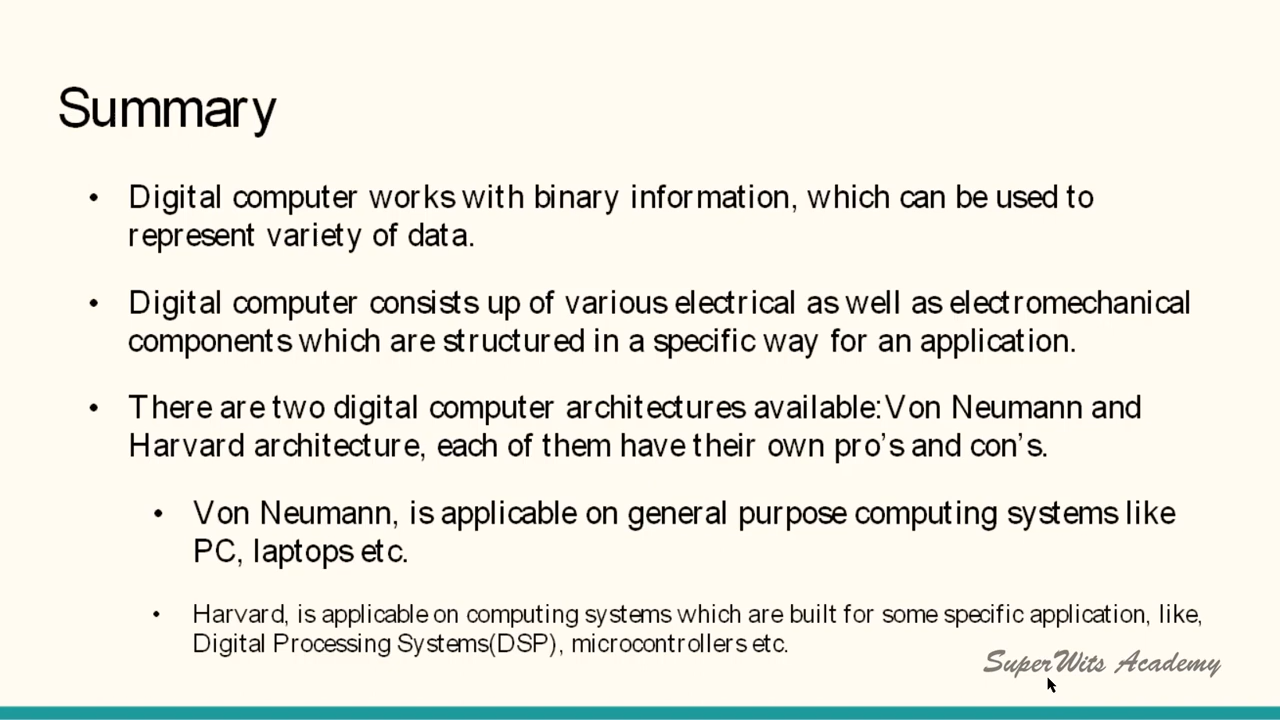 Summary
• Digital computer works with binary information, which can be used to
represent variety of data.
• Digital computer consists up of various electrical as well as electromechanical
components which are structured in a specific way for an application.
• There are two digital computer architectures available:Von Neumann and
Harvard architecture, each of them have their own pro's and con's.
• Von Neumann, is applicable on general purpose computing systems like
PC, laptops etc.
• Harvard, is applicable on computing systems which are built for some specific application, like,
Digital Processing Systems(DSP), microcontrollers etc.
SuperWits Academy